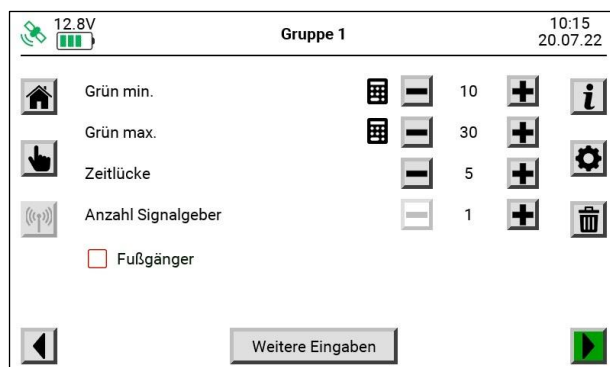 12.8V
Gruppe 1
10:15
20.07.22
Grün min.
10
Grün max.
30
Zeitlücke
5
Anzahl Signalgeber
1
Fußgänger
Weitere Eingaben